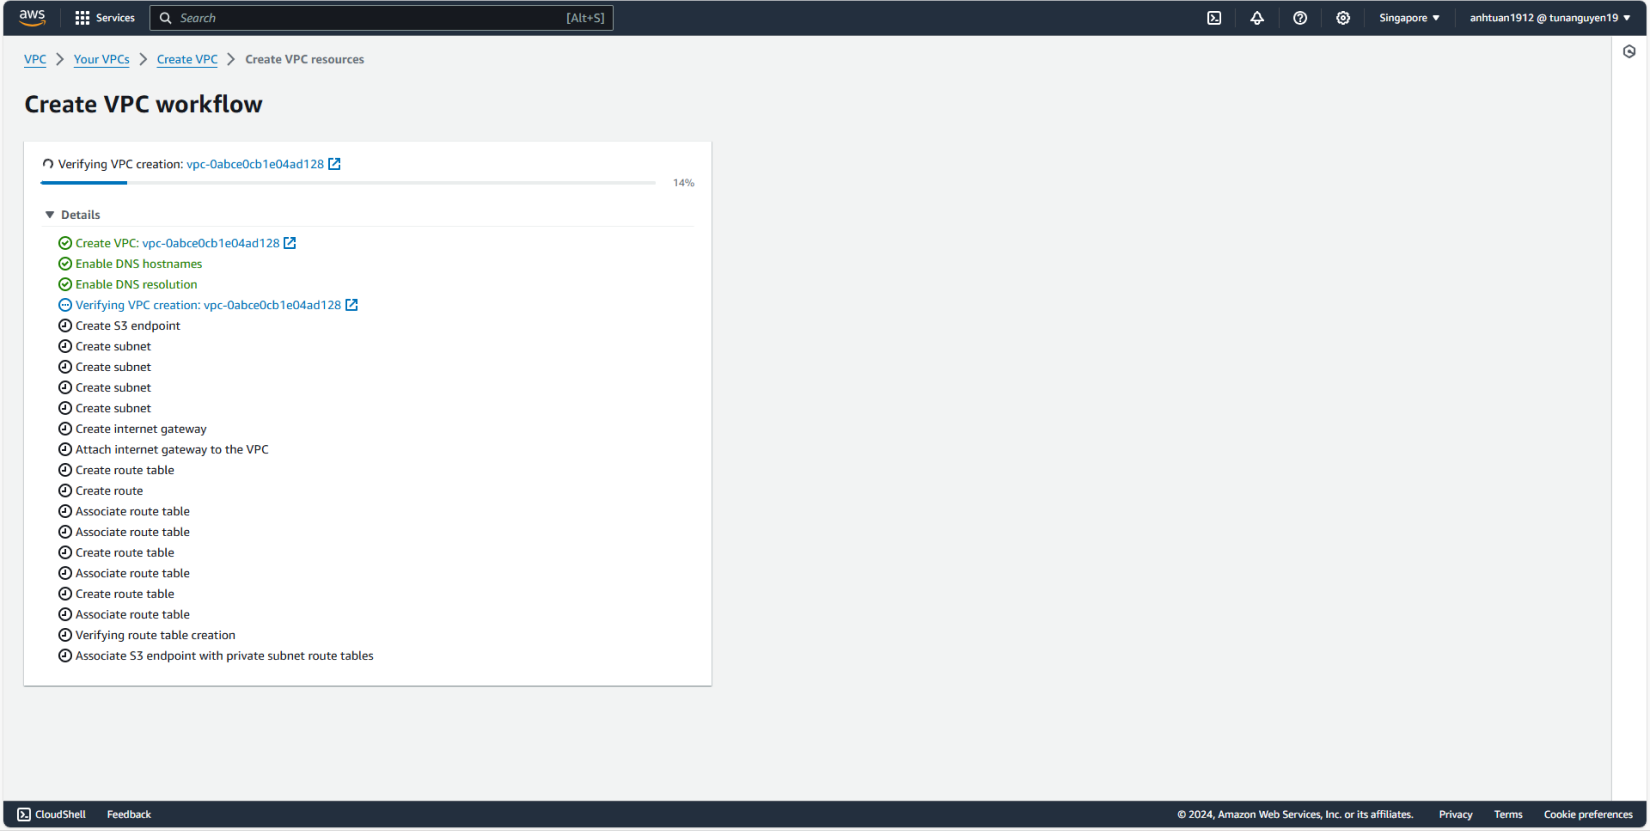 aws Services Search [Alt+S] Singapore anhtuan1912 @ tunanguyen19
VPC > Your VPCs > Create VPC > Create VPC resources
Create VPC workflow
Verifying VPC creation: vpc-0abce0cb1e04ad128
14%
Details
Create VPC: vpc-0abce0cb1e04ad128
Enable DNS hostnames
Enable DNS resolution
Verifying VPC creation: vpc-0abce0cb1e04ad128
Create S3 endpoint
Create subnet
Create subnet
Create subnet
Create subnet
Create internet gateway
Attach internet gateway to the VPC
Create route table
Create route
Associate route table
Associate route table
Create route table
Associate route table
Create route table
Associate route table
Verifying route table creation
Associate S3 endpoint with private subnet route tables
CloudShell Feedback © 2024, Amazon Web Services, Inc. or its affiliates. Privacy Terms Cookie preferences